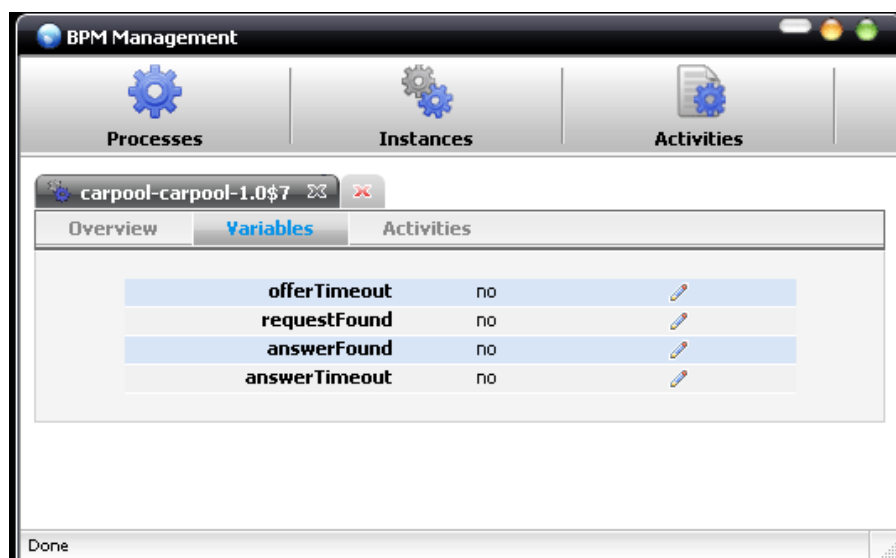 BPM Management
Processes Instances Activities
carpool-carpool-1.0$7
Overview Variables Activities
offerTimeout no
requestFound no
answerFound no
answerTimeout no
Done